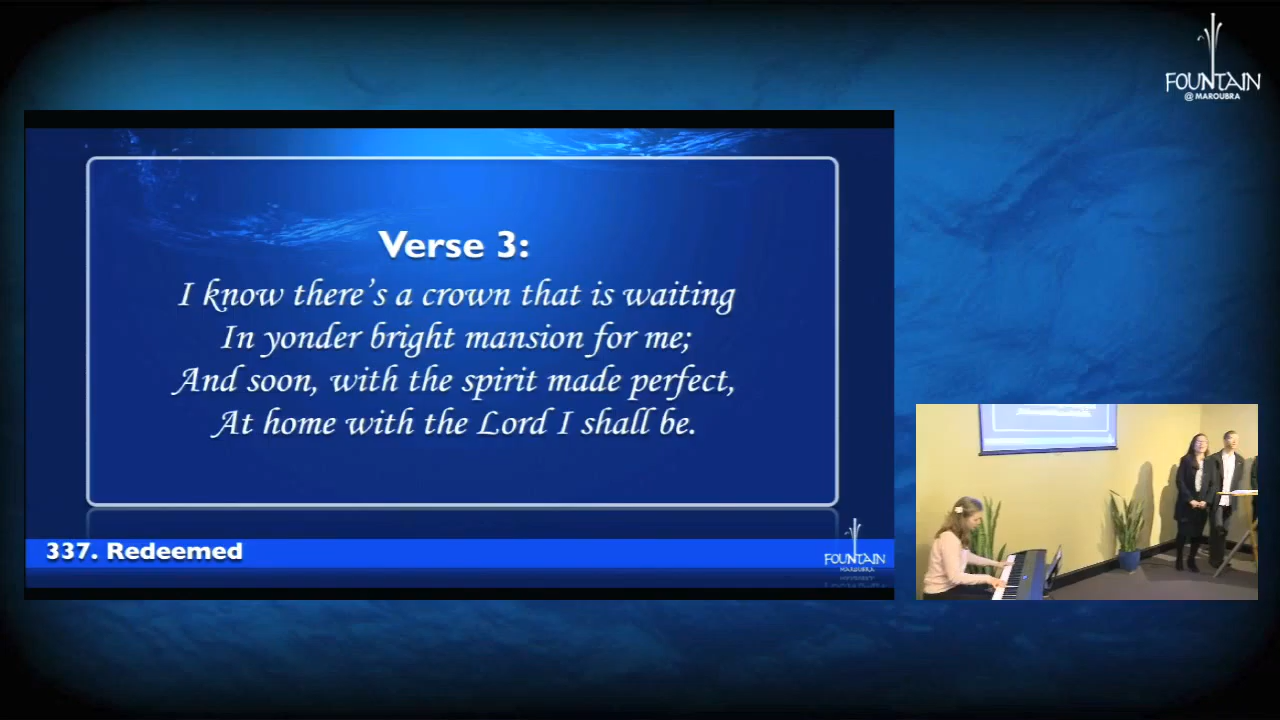 FOUNTAIN
@ MAROUBRA
Verse 3:
I know there's a crown that is waiting
In yonder bright mansion for me;
And soon, with the spirit made perfect,
At home with the Lord I shall be.
337. Redeemed
FOUNTAIN
MAROUBRA